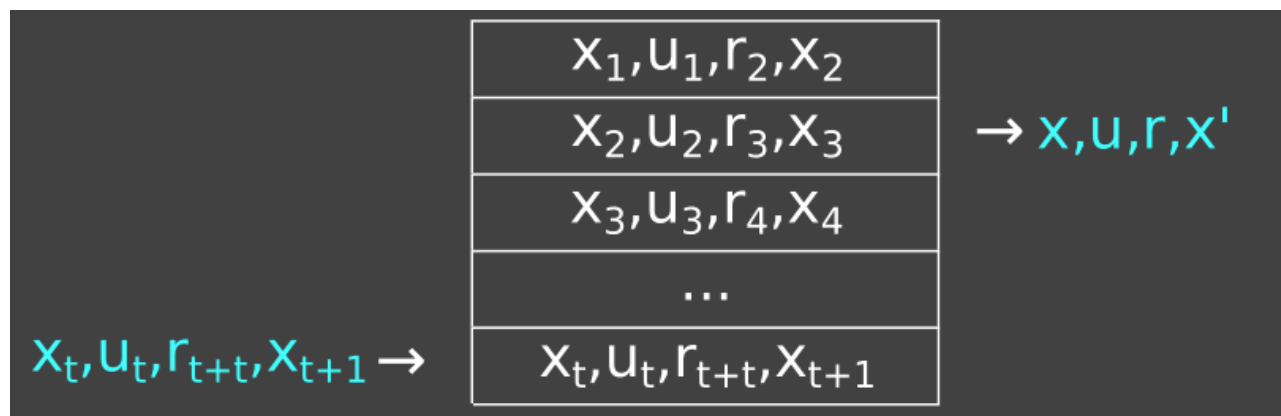 x₁,u₁,r₂,x₂
x₂,u₂,r₃,x₃
→ x,u,r,x'
x₃,u₃,r₄,x₄
...
xₜ,uₜ,rₜ₊ₜ,xₜ₊₁ →
xₜ,uₜ,rₜ₊ₜ,xₜ₊₁